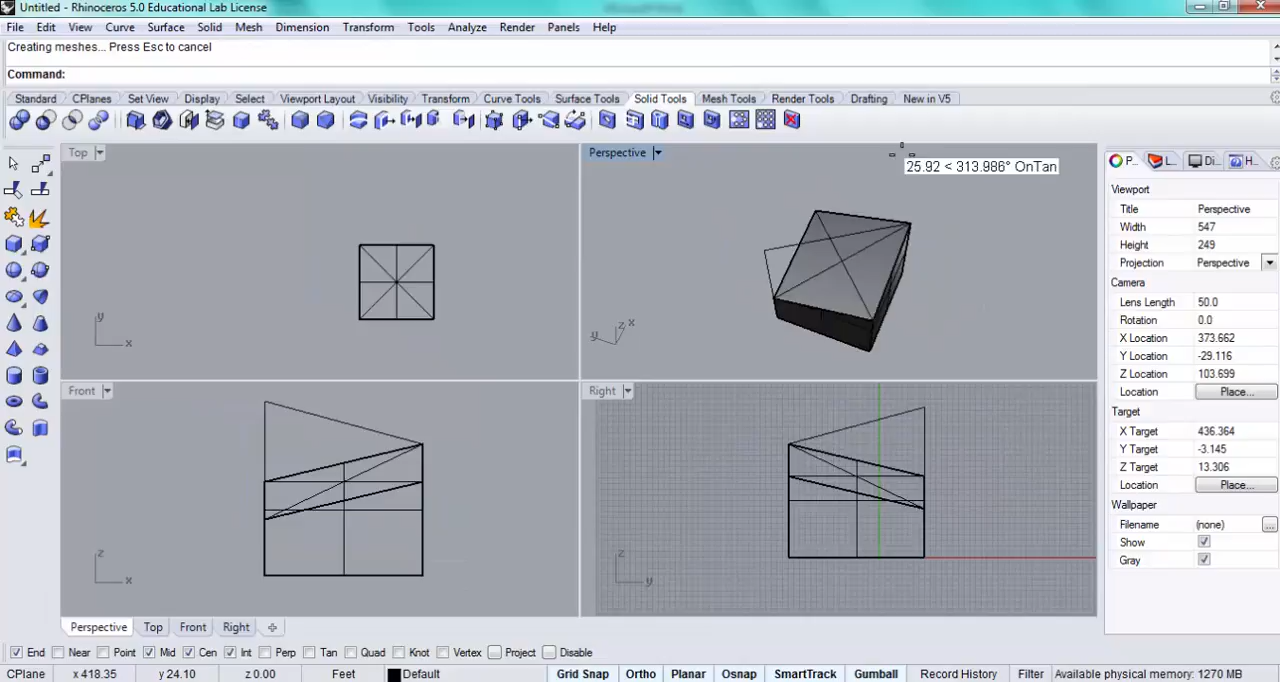 Untitled - Rhinoceros 5.0 Educational Lab License
File Edit View Curve Surface Solid Mesh Dimension Transform Tools Analyze Render Panels Help
Creating meshes... Press Esc to cancel
Command:
Standard CPlanes Set View Display Select Viewport Layout Visibility Transform Curve Tools Surface Tools Solid Tools Mesh Tools Render Tools Drafting New in V5
Top
Perspective
25.92 < 313.986° OnTan
P... L... Di... H...
Viewport
Title Perspective
Width 547
Height 249
Projection Perspective
Camera
Lens Length 50.0
Rotation 0.0
X Location 373.662
Y Location -29.116
Z Location 103.699
Location Place...
Target
X Target 436.364
Y Target -3.145
Z Target 13.306
Location Place...
Wallpaper
Filename (none) ...
Show
Gray
y
x
y z x
Front
Right
z
x
z
y
Perspective Top Front Right
End Near Point Mid Cen Int Perp Tan Quad Knot Vertex Project Disable
CPlane x 418.35 y 24.10 z 0.00 Feet Default Grid Snap Ortho Planar Osnap SmartTrack Gumball Record History Filter Available physical memory: 1270 MB